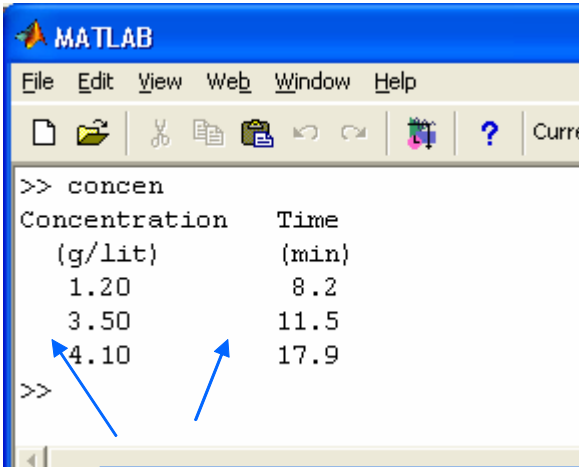 MATLAB
File Edit View Web Window Help
? Curre
>> concen
Concentration Time
(g/lit) (min)
1.20 8.2
3.50 11.5
4.10 17.9
>>